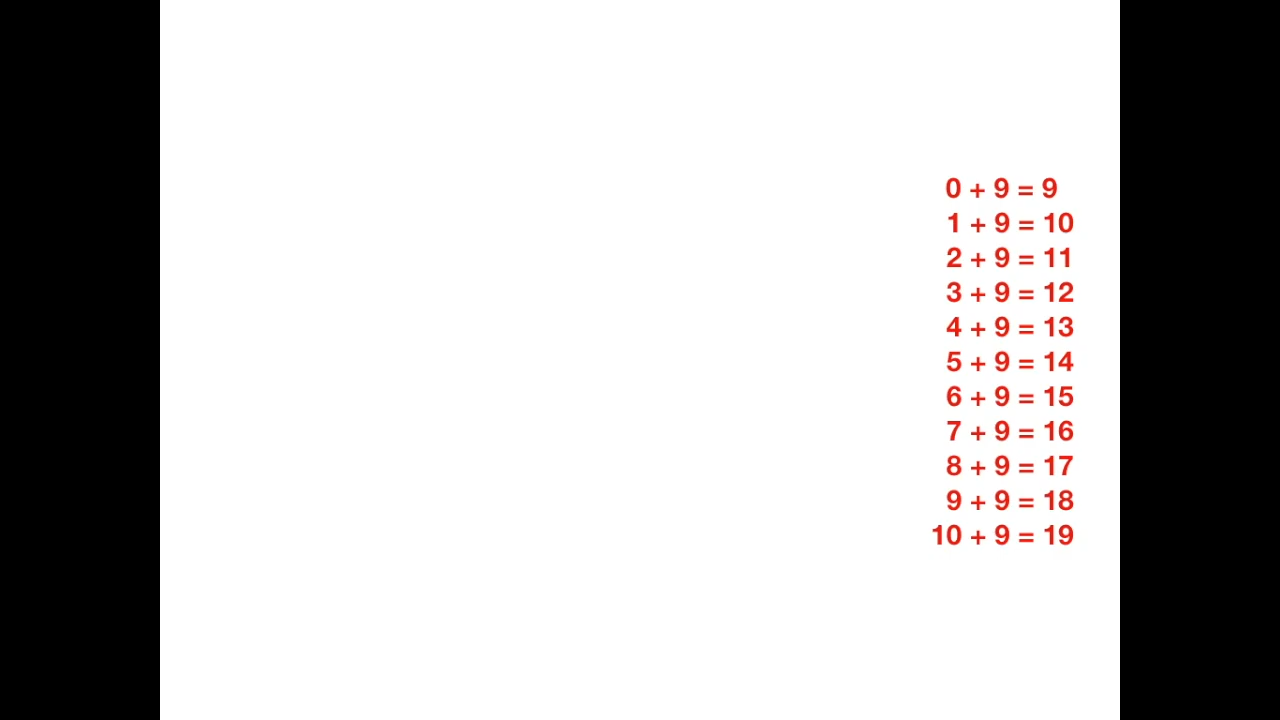 0 + 9 = 9
1 + 9 = 10
2 + 9 = 11
3 + 9 = 12
4 + 9 = 13
5 + 9 = 14
6 + 9 = 15
7 + 9 = 16
8 + 9 = 17
9 + 9 = 18
10 + 9 = 19